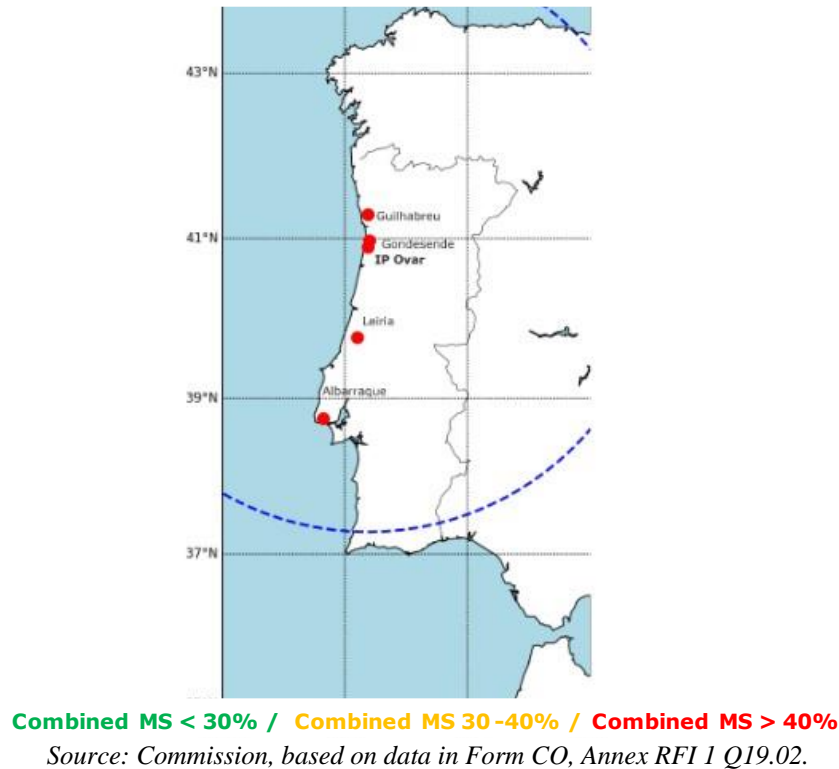 43°N
Guilhabreu
41°N
Gondesende
IP Ovar
Leiria
Albarraque
39°N
37°N
Combined MS < 30% / Combined MS 30-40% / Combined MS > 40%
Source: Commission, based on data in Form CO, Annex RFI 1 Q19.02.